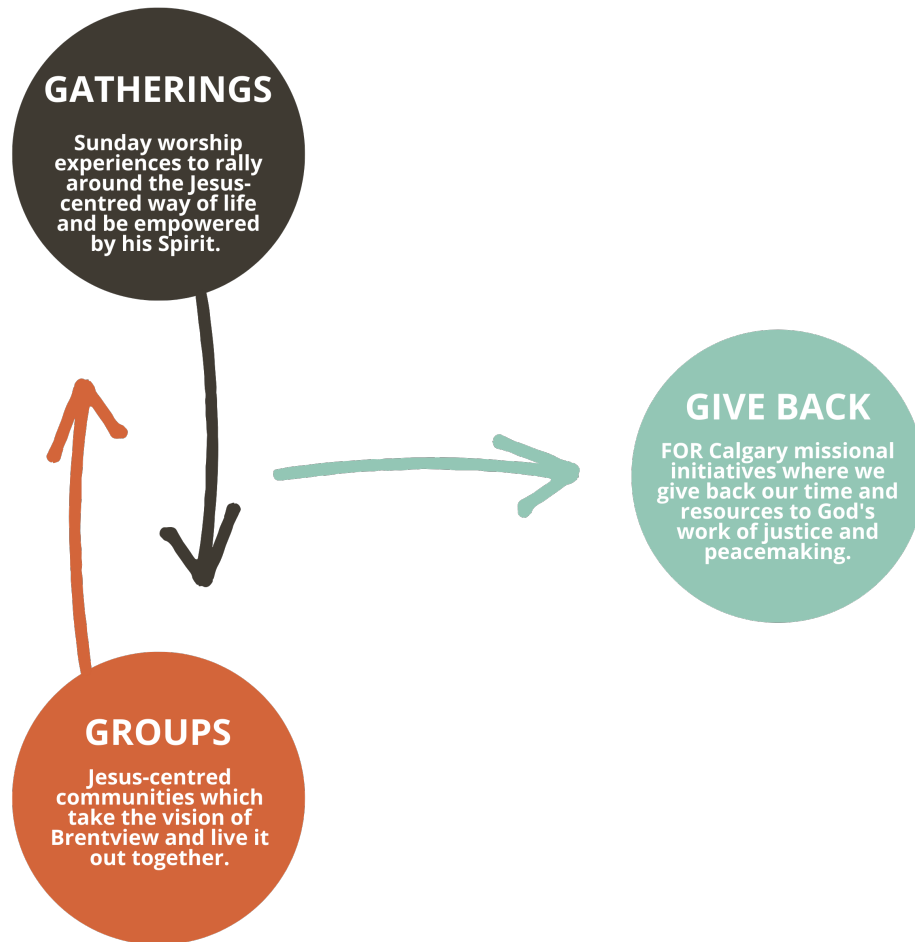 GATHERINGS
Sunday worship
experiences to rally
around the Jesus-
centred way of life
and be empowered
by his Spirit.
GIVE BACK
FOR Calgary missional
initiatives where we
give back our time and
resources to God's
work of justice and
peacemaking.
GROUPS
Jesus-centred
communities which
take the vision of
Brentview and live it
out together.